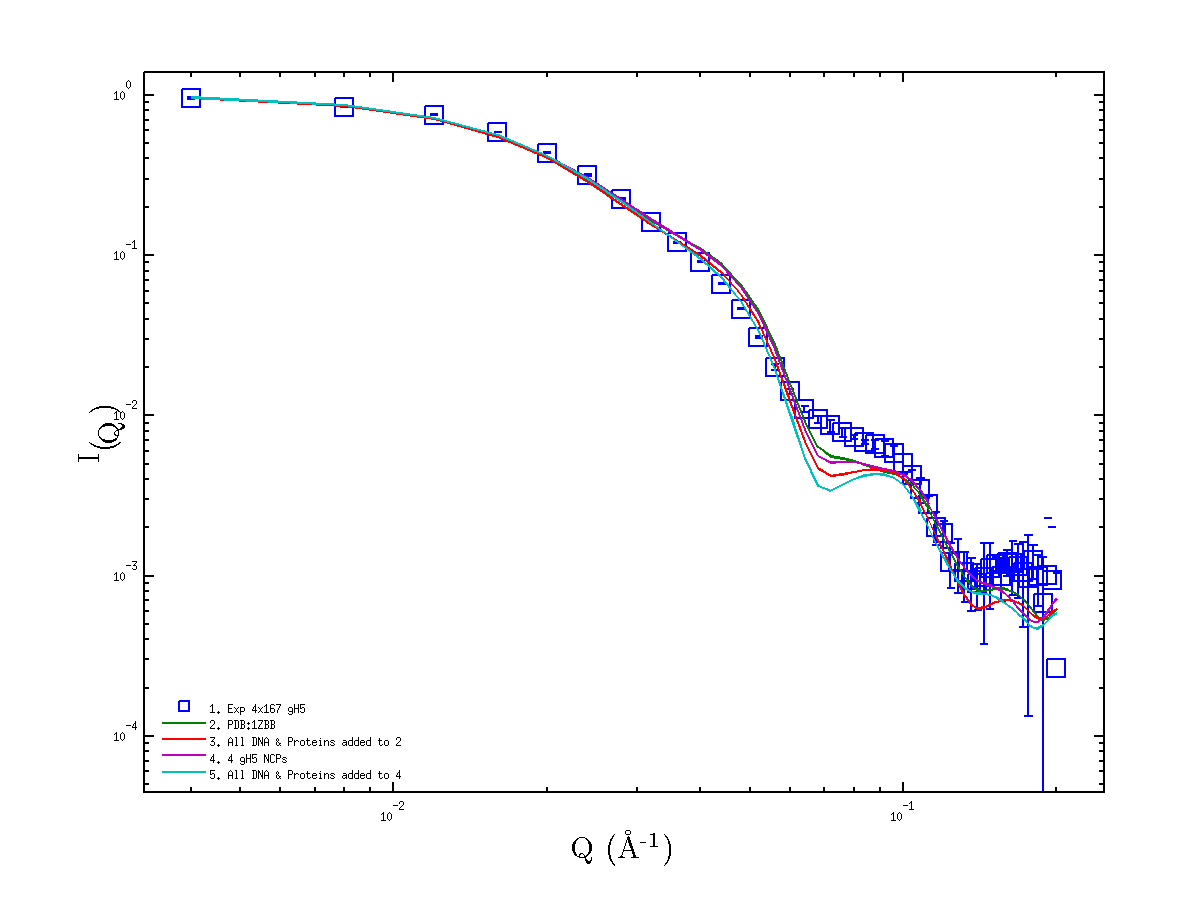 10^0
10^-1
10^-2
10^-3
10^-4
I(Q)
1. Exp 4x167 gH5
2. PDB:1ZBB
3. All DNA & Proteins added to 2
4. 4 gH5 NCPs
5. All DNA & Proteins added to 4
10^-2 10^-1
Q (Å^-1)